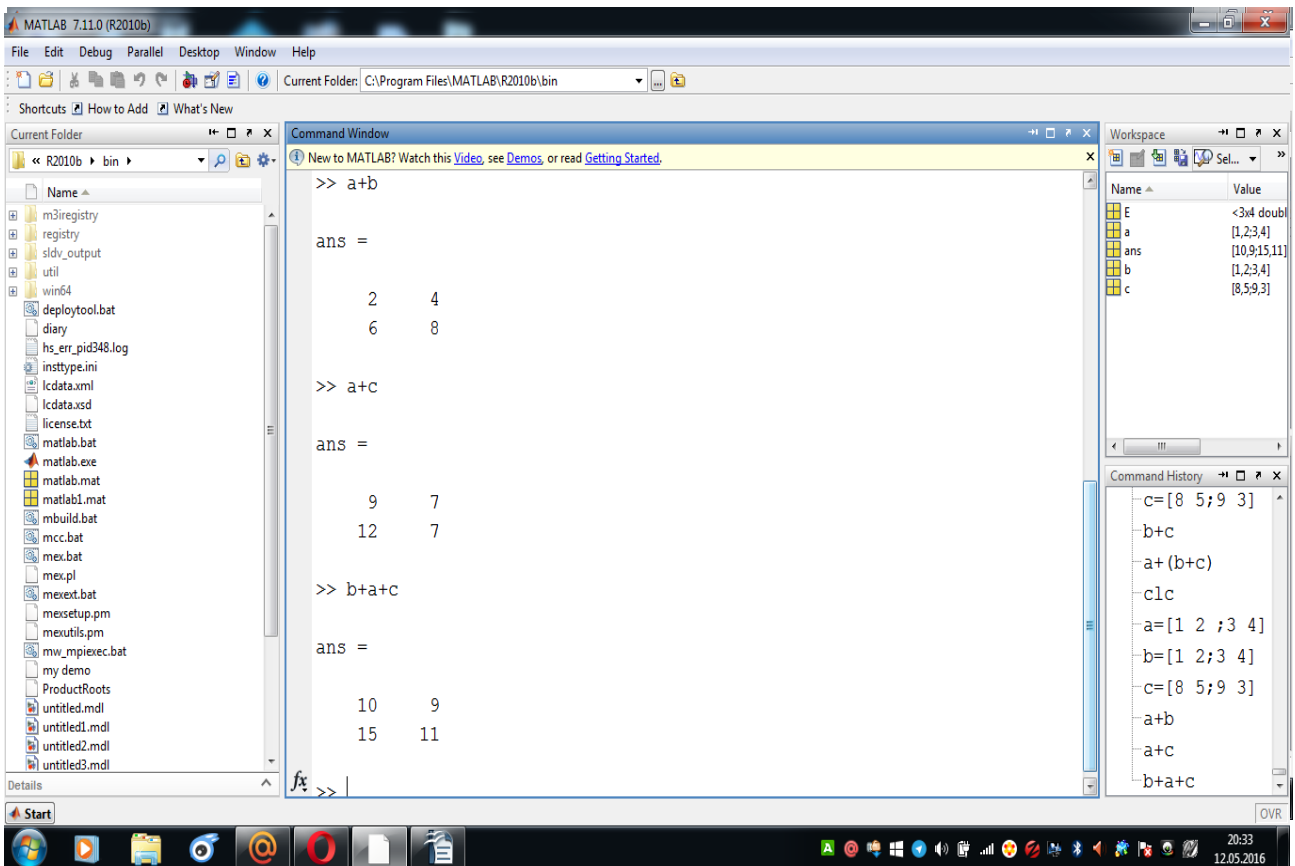 MATLAB 7.11.0 (R2010b)
File Edit Debug Parallel Desktop Window Help
Current Folder: C:\Program Files\MATLAB\R2010b\bin
Shortcuts How to Add What's New
Current Folder
« R2010b bin
Name
m3iregistry
registry
sldv_output
util
win64
deploytool.bat
diary
hs_err_pid348.log
insttype.ini
lcdata.xml
lcdata.xsd
license.txt
matlab.bat
matlab.exe
matlab.mat
matlab1.mat
mbuild.bat
mcc.bat
mex.bat
mex.pl
mexext.bat
mexsetup.pm
mexutils.pm
mw_mpiexec.bat
my demo
ProductRoots
untitled.mdl
untitled1.mdl
untitled2.mdl
untitled3.mdl
Details
Command Window
New to MATLAB? Watch this Video, see Demos, or read Getting Started.
>> a+b
ans =
2 4
6 8
>> a+c
ans =
9 7
12 7
>> b+a+c
ans =
10 9
15 11
fx >>
Workspace
Sel... »
Name Value
E <3x4 doubl
a [1,2;3,4]
ans [10,9;15,11]
b [1,2;3,4]
c [8,5;9,3]
Command History
c=[8 5;9 3]
b+c
a+(b+c)
clc
a=[1 2 ;3 4]
b=[1 2;3 4]
c=[8 5;9 3]
a+b
a+c
b+a+c
Start
OVR
20:33
12.05.2016